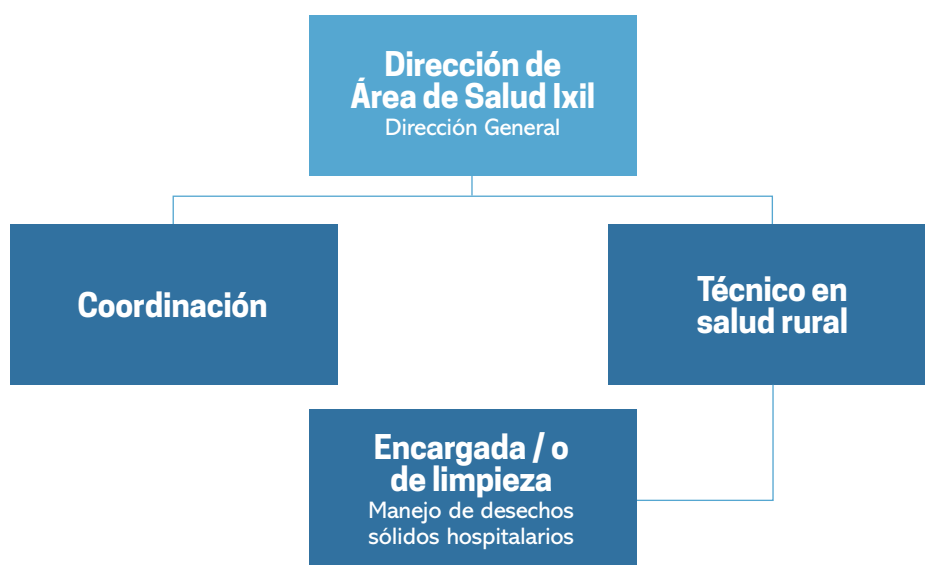 Dirección de
Área de Salud Ixil
Dirección General
Coordinación
Técnico en
salud rural
Encargada / o
de limpieza
Manejo de desechos
sólidos hospitalarios